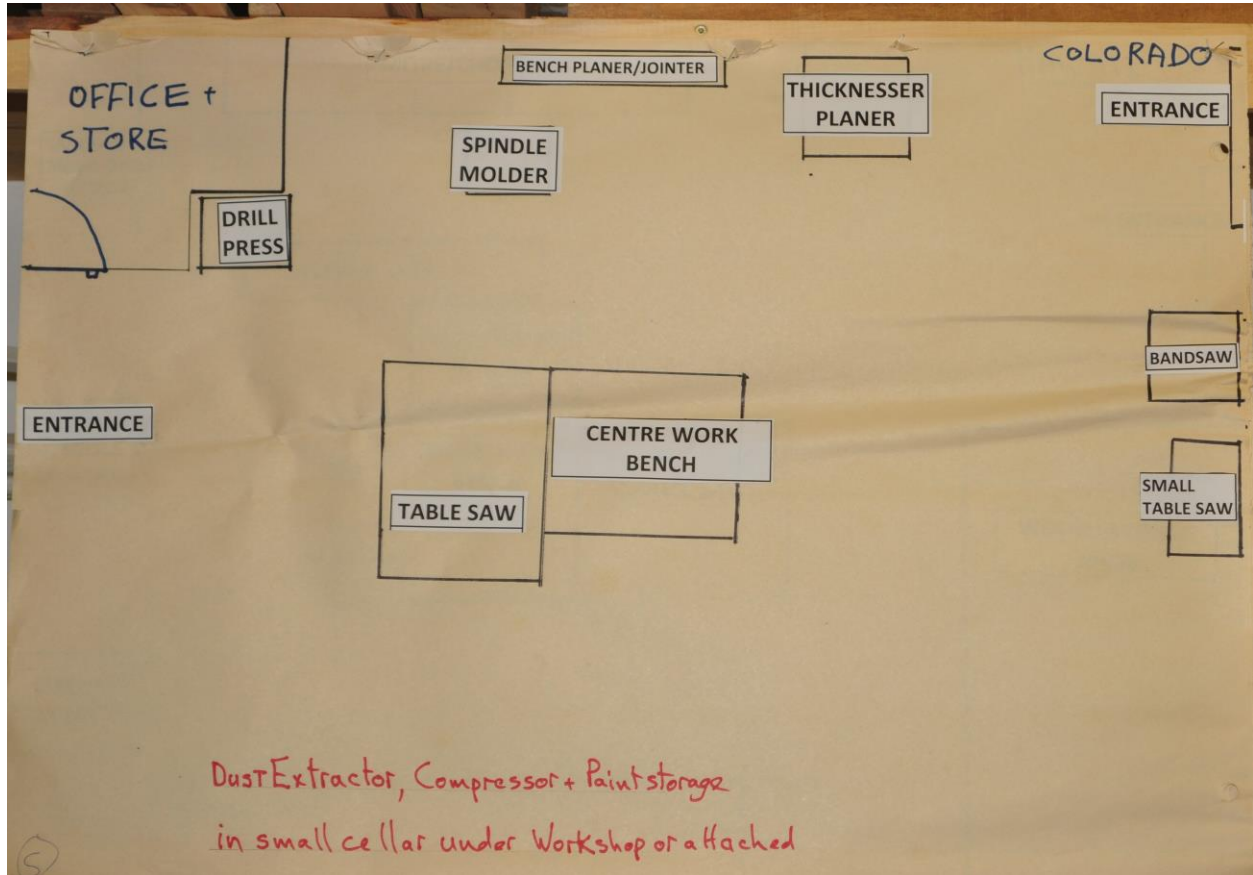 COLORADO
OFFICE +
STORE
BENCH PLANER/JOINTER
THICKNESSER
PLANER
ENTRANCE
SPINDLE
MOLDER
DRILL
PRESS
BANDSAW
ENTRANCE
CENTRE WORK
BENCH
TABLE SAW
SMALL
TABLE SAW
Dust Extractor, Compressor + Paint storage
in small cellar under Workshop or attached
5